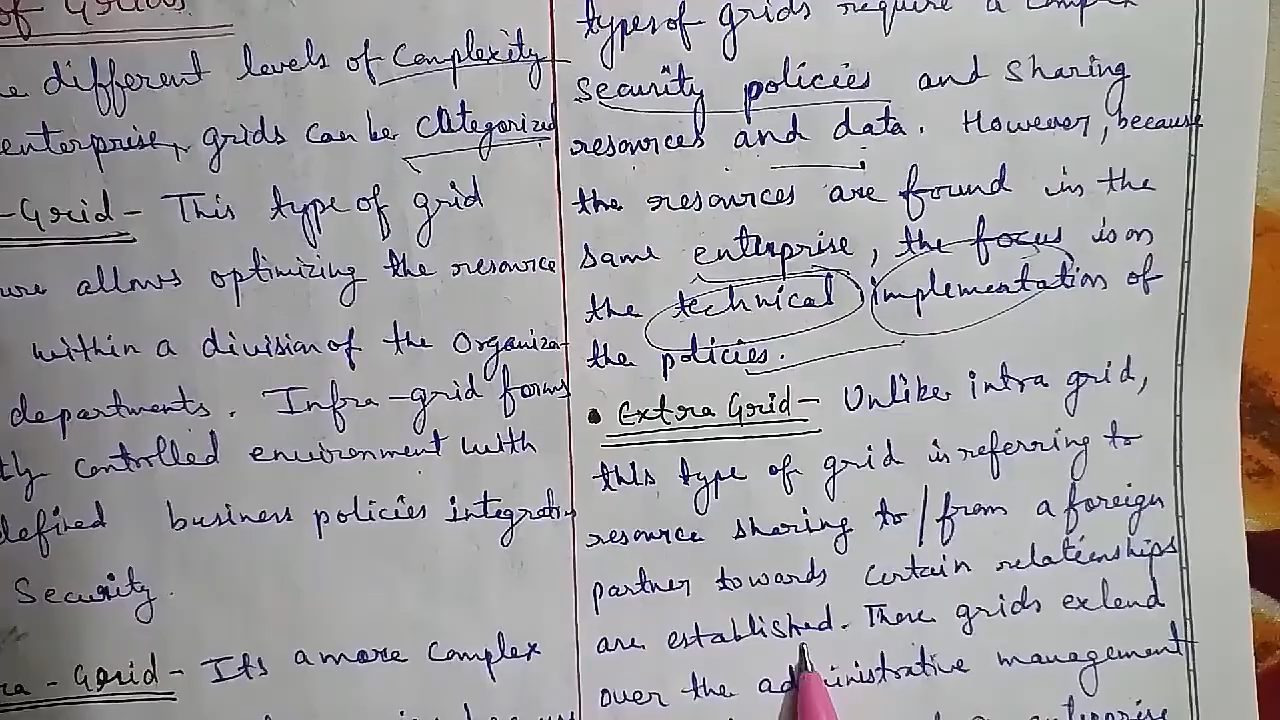 of Grids
different levels of Complexity
enterprise, grids can be Categorized
-Grid- This type of grid
allows optimizing the resource
within a division of the Organiza
departments. Infra-grid forms
controlled environment with
defined business policies integration
Security.
ra-Grid- Its a more Complex
types of grids require a complex
security policies and sharing
resources and data. However, because
the resources are found in the
same enterprise, the focus is on
the technical implementation of
the policies.
• Extra Grid- Unlike intra grid,
this type of grid is referring to
resource sharing to/from a foreign
partner towards certain relationships
are established. These grids extend
over the administrative management
enterprise